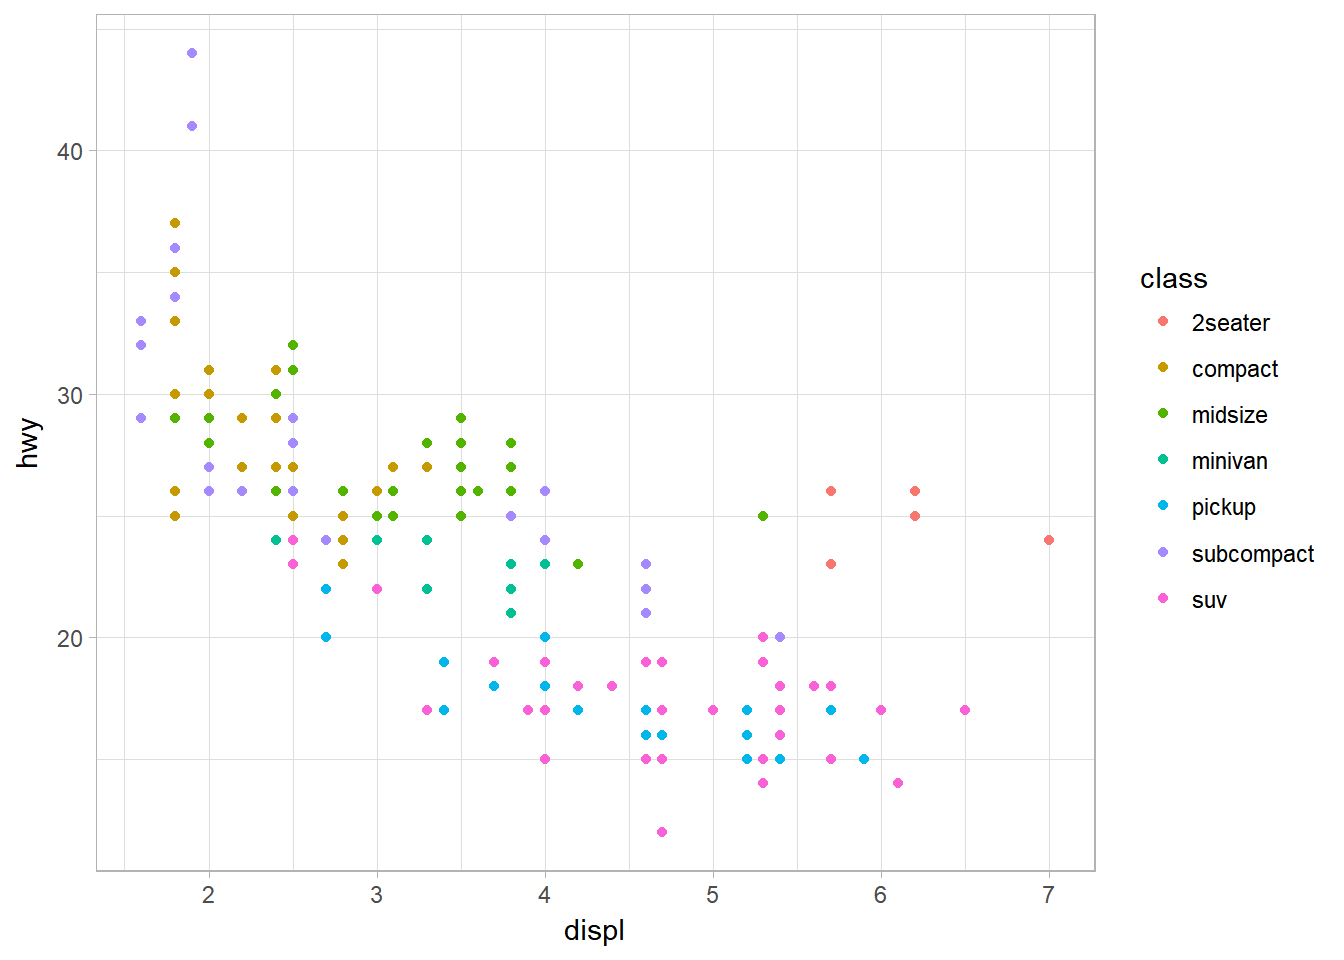 40
30
20
hwy
2 3 4 5 6 7
displ
class
2seater
compact
midsize
minivan
pickup
subcompact
suv